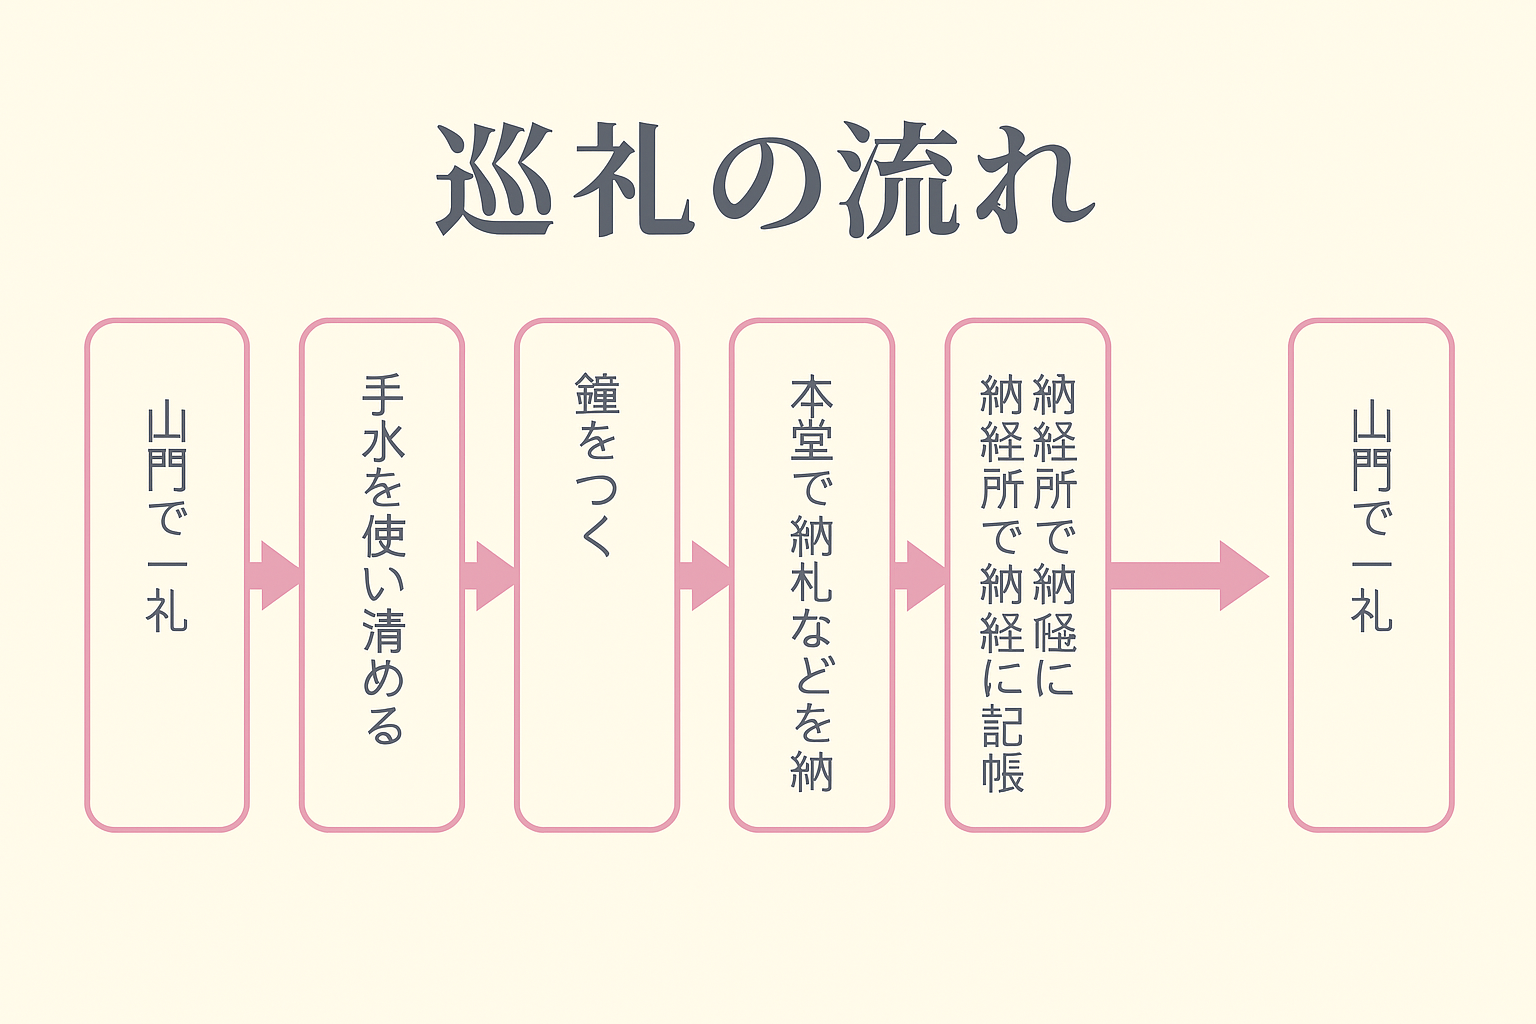 巡礼の流れ
山門で一礼
手水を使い清める
鐘をつく
本堂で納札などを納
納経所で納に
納経所で納経に記帳
山門で一礼